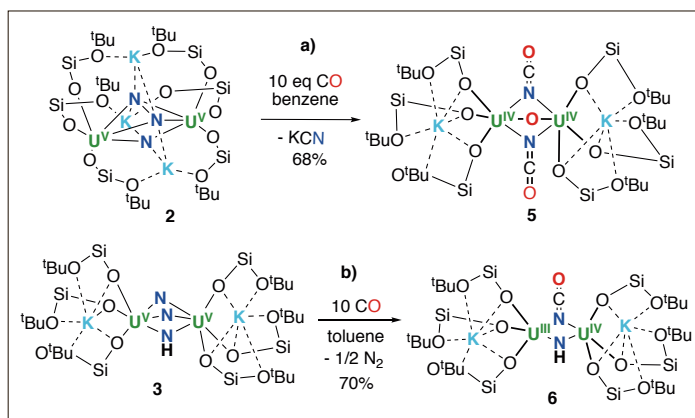 a)
ᵗBu ᵗBu
Si O K O Si
O N O
Si ᵗBu O Si
O O K N O
Uⱽ N Uⱽ
O O
Si O K O Si
ᵗBu ᵗBu ᵗBu
2
10 eq CO
benzene
- KCN
68%
O
C
Si N Si
ᵗBuO O O
Si O Uᴵⱽ O Uᴵⱽ O
ᵗBuO K N K OᵗBu
O C O Si
OᵗBu Si O Si OᵗBu
5
b)
Si Si
ᵗBuO O N O OᵗBu
Si O Uⱽ N Uⱽ K
ᵗBuO K O N O O OᵗBu
OᵗBu Si H Si Si OᵗBu
3
10 CO
toluene
- 1/2 N₂
70%
O
C
Si Si
ᵗBuO O N O OᵗBu
Si O Uᴵᴵᴵ Uᴵⱽ K
ᵗBuO K O N O O OᵗBu
OᵗBu Si H Si Si OᵗBu
6